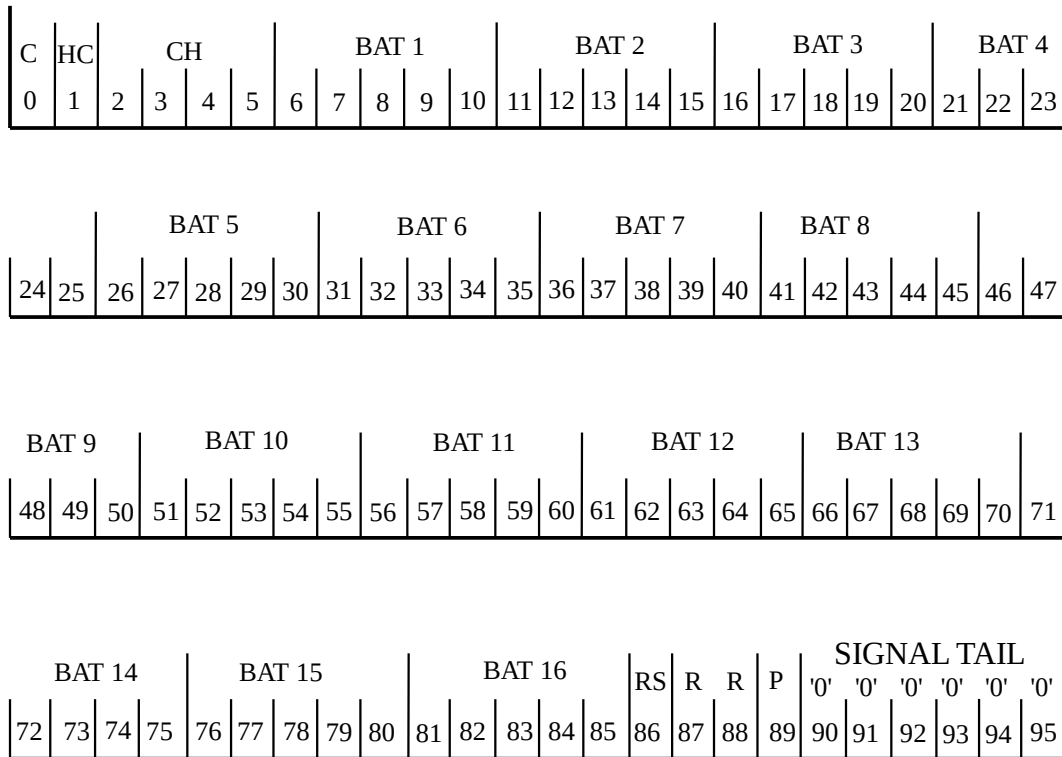 C HC CH BAT 1 BAT 2 BAT 3 BAT 4
0 1 2 3 4 5 6 7 8 9 10 11 12 13 14 15 16 17 18 19 20 21 22 23
BAT 5 BAT 6 BAT 7 BAT 8
24 25 26 27 28 29 30 31 32 33 34 35 36 37 38 39 40 41 42 43 44 45 46 47
BAT 9 BAT 10 BAT 11 BAT 12 BAT 13
48 49 50 51 52 53 54 55 56 57 58 59 60 61 62 63 64 65 66 67 68 69 70 71
SIGNAL TAIL
BAT 14 BAT 15 BAT 16 RS R R P '0' '0' '0' '0' '0' '0'
72 73 74 75 76 77 78 79 80 81 82 83 84 85 86 87 88 89 90 91 92 93 94 95